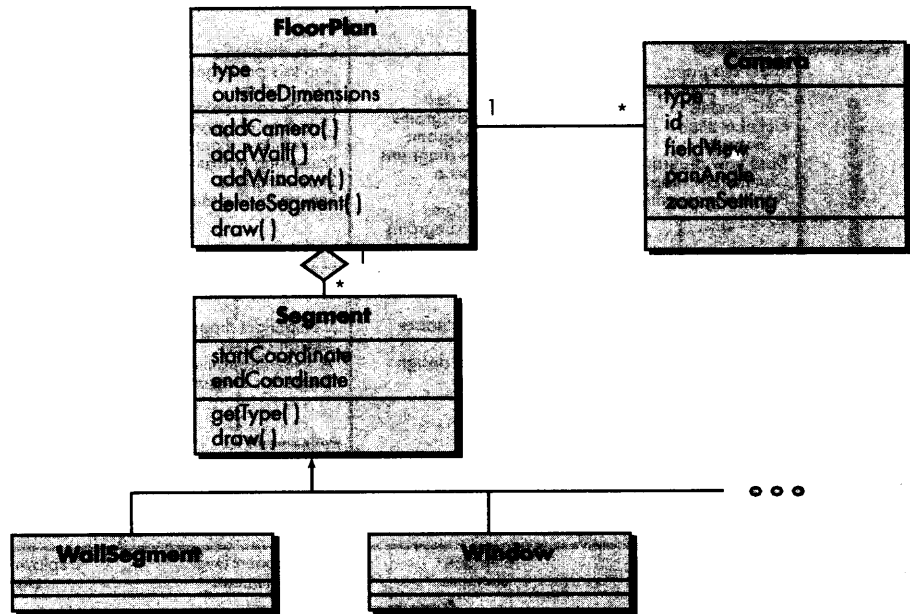 FloorPlan
type
outsideDimensions
addCamera( )
addWall( )
addWindow( )
deleteSegment( )
draw( )
1
*
Camera
type
id
fieldView
panAngle
zoomSetting
1
*
Segment
startCoordinate
endCoordinate
getType( )
draw( )
WallSegment
Window